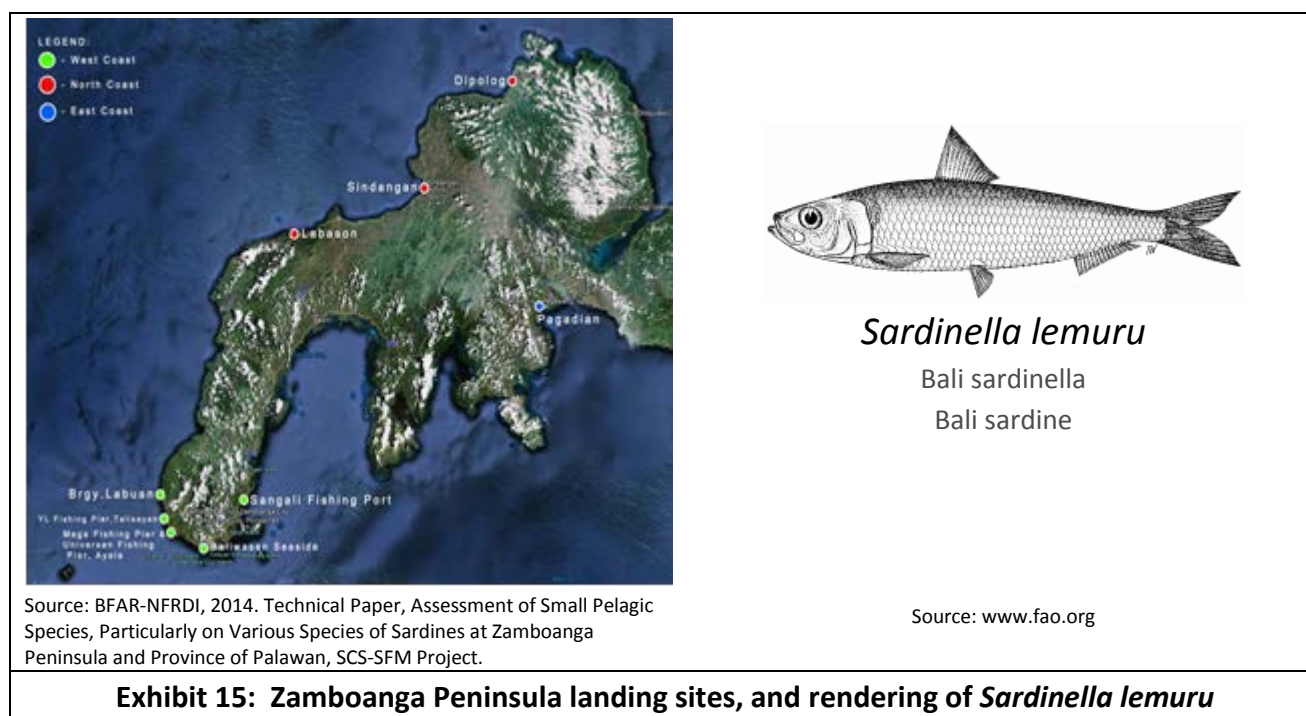 LEGEND:
- West Coast
- North Coast
- East Coast
Dipolog
Sindangan
Labason
Pagadian
Brgy.Labuan
Sangali Fishing Port
YL Fishing Pier,Talisayan
Mega Fishing Pier &
Universan Fishing
Pier, Ayala
Baliwasan Seaside
Source: BFAR-NFRDI, 2014. Technical Paper, Assessment of Small Pelagic
Species, Particularly on Various Species of Sardines at Zamboanga
Peninsula and Province of Palawan, SCS-SFM Project.
Sardinella lemuru
Bali sardinella
Bali sardine
Source: www.fao.org
Exhibit 15: Zamboanga Peninsula landing sites, and rendering of Sardinella lemuru